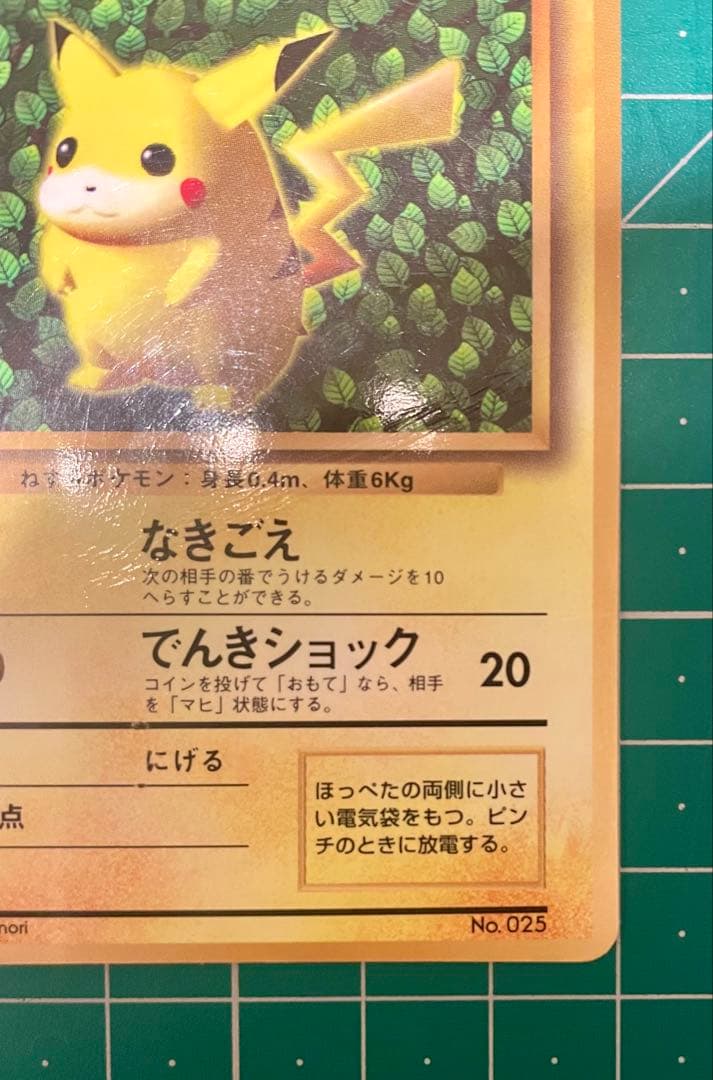 ねず ポケモン：身長0.4m、体重6Kg
なきごえ
次の相手の番でうけるダメージを10
へらすことができる。
でんきショック 20
コインを投げて「おもて」なら、相手
を「マヒ」状態にする。
にげる
点
ほっぺたの両側に小さ
い電気袋をもつ。ピン
チのときに放電する。
nori
No. 025